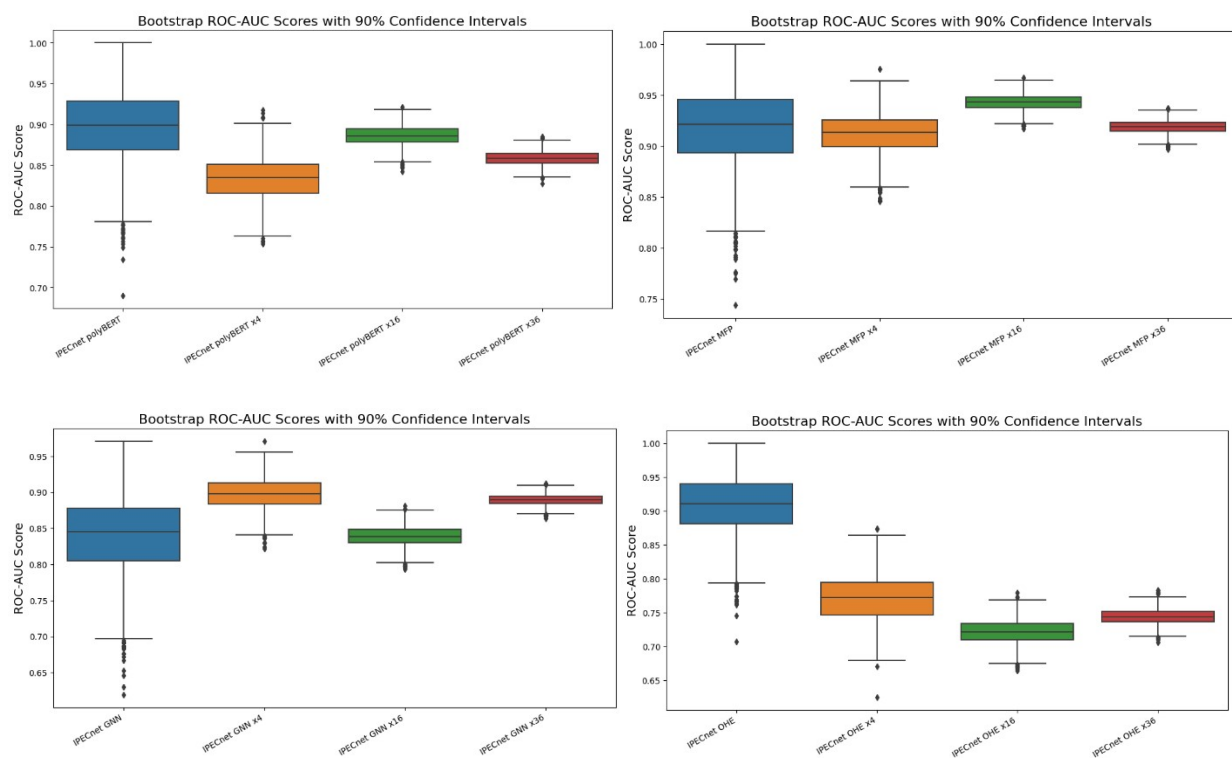 Bootstrap ROC-AUC Scores with 90% Confidence Intervals
ROC-AUC Score
1.00
0.95
0.90
0.85
0.80
0.75
0.70
IPECnet polyBERT
IPECnet polyBERT x4
IPECnet polyBERT x16
IPECnet polyBERT x36
Bootstrap ROC-AUC Scores with 90% Confidence Intervals
ROC-AUC Score
1.00
0.95
0.90
0.85
0.80
0.75
IPECnet MFP
IPECnet MFP x4
IPECnet MFP x16
IPECnet MFP x36
Bootstrap ROC-AUC Scores with 90% Confidence Intervals
ROC-AUC Score
0.95
0.90
0.85
0.80
0.75
0.70
0.65
IPECnet GNN
IPECnet GNN x4
IPECnet GNN x16
IPECnet GNN x36
Bootstrap ROC-AUC Scores with 90% Confidence Intervals
ROC-AUC Score
1.00
0.95
0.90
0.85
0.80
0.75
0.70
0.65
IPECnet OHE
IPECnet OHE x4
IPECnet OHE x16
IPECnet OHE x36